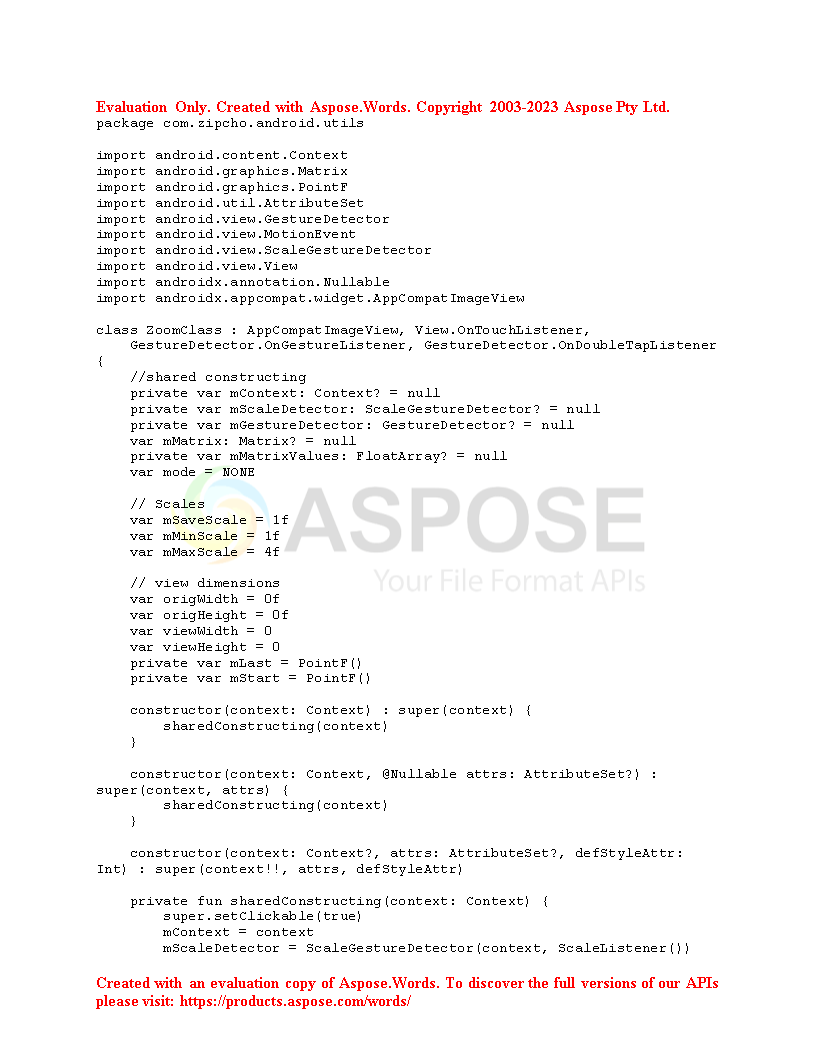 Evaluation Only. Created with Aspose.Words. Copyright 2003-2023 Aspose Pty Ltd.
package com.zipcho.android.utils

import android.content.Context
import android.graphics.Matrix
import android.graphics.PointF
import android.util.AttributeSet
import android.view.GestureDetector
import android.view.MotionEvent
import android.view.ScaleGestureDetector
import android.view.View
import androidx.annotation.Nullable
import androidx.appcompat.widget.AppCompatImageView

class ZoomClass : AppCompatImageView, View.OnTouchListener,
    GestureDetector.OnGestureListener, GestureDetector.OnDoubleTapListener
{
    //shared constructing
    private var mContext: Context? = null
    private var mScaleDetector: ScaleGestureDetector? = null
    private var mGestureDetector: GestureDetector? = null
    var mMatrix: Matrix? = null
    private var mMatrixValues: FloatArray? = null
    var mode = NONE

    // Scales
    var mSaveScale = 1f
    var mMinScale = 1f
    var mMaxScale = 4f
ASPOSE
Your File Format APIs

    // view dimensions
    var origWidth = 0f
    var origHeight = 0f
    var viewWidth = 0
    var viewHeight = 0
    private var mLast = PointF()
    private var mStart = PointF()

    constructor(context: Context) : super(context) {
        sharedConstructing(context)
    }

    constructor(context: Context, @Nullable attrs: AttributeSet?) :
super(context, attrs) {
        sharedConstructing(context)
    }

    constructor(context: Context?, attrs: AttributeSet?, defStyleAttr:
Int) : super(context!!, attrs, defStyleAttr)

    private fun sharedConstructing(context: Context) {
        super.setClickable(true)
        mContext = context
        mScaleDetector = ScaleGestureDetector(context, ScaleListener())

Created with an evaluation copy of Aspose.Words. To discover the full versions of our APIs
please visit: https://products.aspose.com/words/